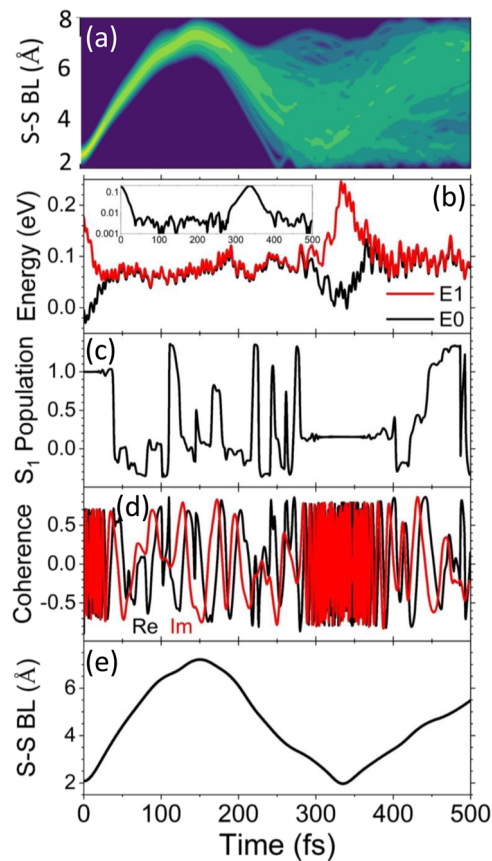 (a)
S-S BL (Å)
8
6
4
2
(b)
Energy (eV)
0.2
0.1
0.0
0.1
0.01
0.001
0 100 200 300 400 500
E1
E0
(c)
S₁ Population
1.0
0.5
0.0
(d)
Coherence
0.5
0.0
-0.5
Re Im
(e)
S-S BL (Å)
6
4
2
0 100 200 300 400 500
Time (fs)